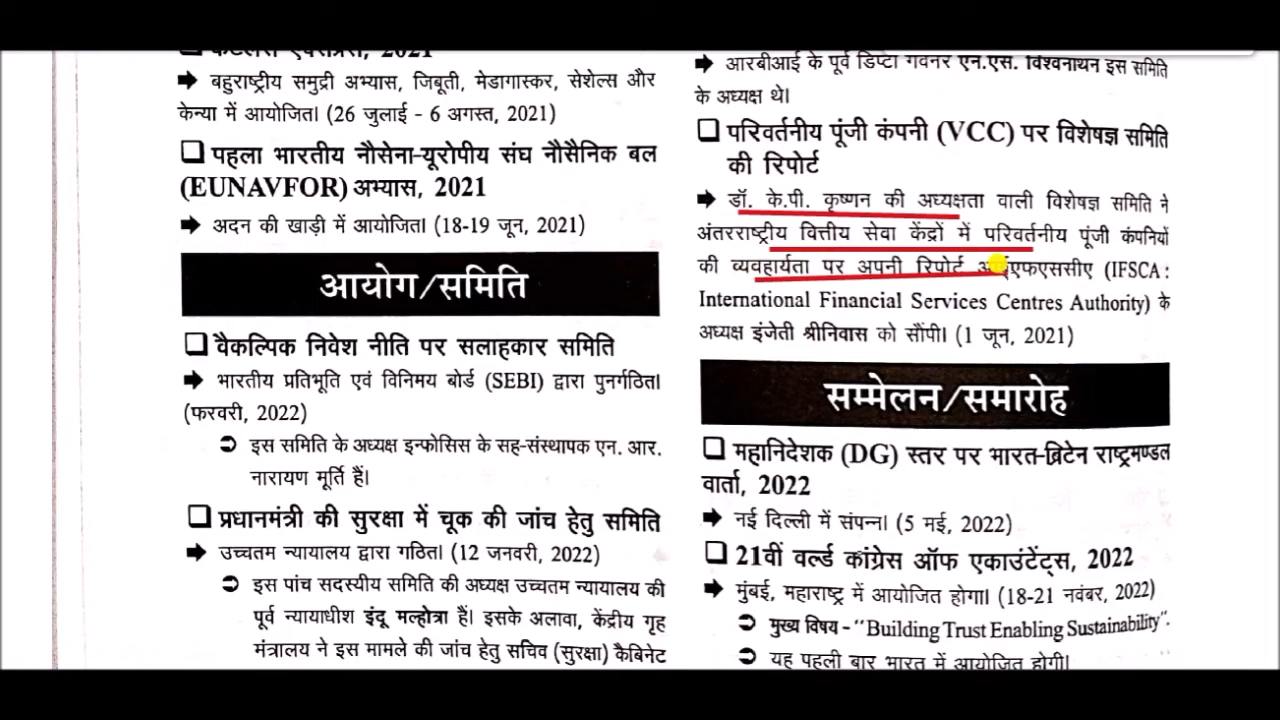 बहुराष्ट्रीय समुद्री अभ्यास, जिबूती, मेडागास्कर, सेशेल्स और
केन्या में आयोजित। (26 जुलाई - 6 अगस्त, 2021)
❑ पहला भारतीय नौसेना-यूरोपीय संघ नौसैनिक बल
(EUNAVFOR) अभ्यास, 2021
➡ अदन की खाड़ी में आयोजित। (18-19 जून, 2021)
आयोग/समिति
❑ वैकल्पिक निवेश नीति पर सलाहकार समिति
➡ भारतीय प्रतिभूति एवं विनिमय बोर्ड (SEBI) द्वारा पुनर्गठित।
(फरवरी, 2022)
➲ इस समिति के अध्यक्ष इन्फोसिस के सह-संस्थापक एन. आर.
नारायण मूर्ति हैं।
❑ प्रधानमंत्री की सुरक्षा में चूक की जांच हेतु समिति
➡ उच्चतम न्यायालय द्वारा गठित। (12 जनवरी, 2022)
➲ इस पांच सदस्यीय समिति की अध्यक्ष उच्चतम न्यायालय की
पूर्व न्यायाधीश इंदू मल्होत्रा हैं। इसके अलावा, केंद्रीय गृह
मंत्रालय ने इस मामले की जांच हेतु सचिव (सुरक्षा) कैबिनेट
➡ आरबीआई के पूर्व डिप्टी गवर्नर एन.एस. विश्वनाथन इस समिति
के अध्यक्ष थे।
❑ परिवर्तनीय पूंजी कंपनी (VCC) पर विशेषज्ञ समिति
की रिपोर्ट
➡ डॉ. के.पी. कृष्णन की अध्यक्षता वाली विशेषज्ञ समिति ने
अंतरराष्ट्रीय वित्तीय सेवा केंद्रों में परिवर्तनीय पूंजी कंपनियों
की व्यवहार्यता पर अपनी रिपोर्ट आईएफएससीए (IFSCA :
International Financial Services Centres Authority) के
अध्यक्ष इंजेती श्रीनिवास को सौंपी। (1 जून, 2021)
सम्मेलन/समारोह
❑ महानिदेशक (DG) स्तर पर भारत-ब्रिटेन राष्ट्रमण्डल
वार्ता, 2022
➡ नई दिल्ली में संपन्न। (5 मई, 2022)
❑ 21वीं वर्ल्ड कांग्रेस ऑफ एकाउंटेंट्स, 2022
➡ मुंबई, महाराष्ट्र में आयोजित होगा। (18-21 नवंबर, 2022)
➲ मुख्य विषय - "Building Trust Enabling Sustainability".
➲ यह पहली बार भारत में आयोजित होगी।